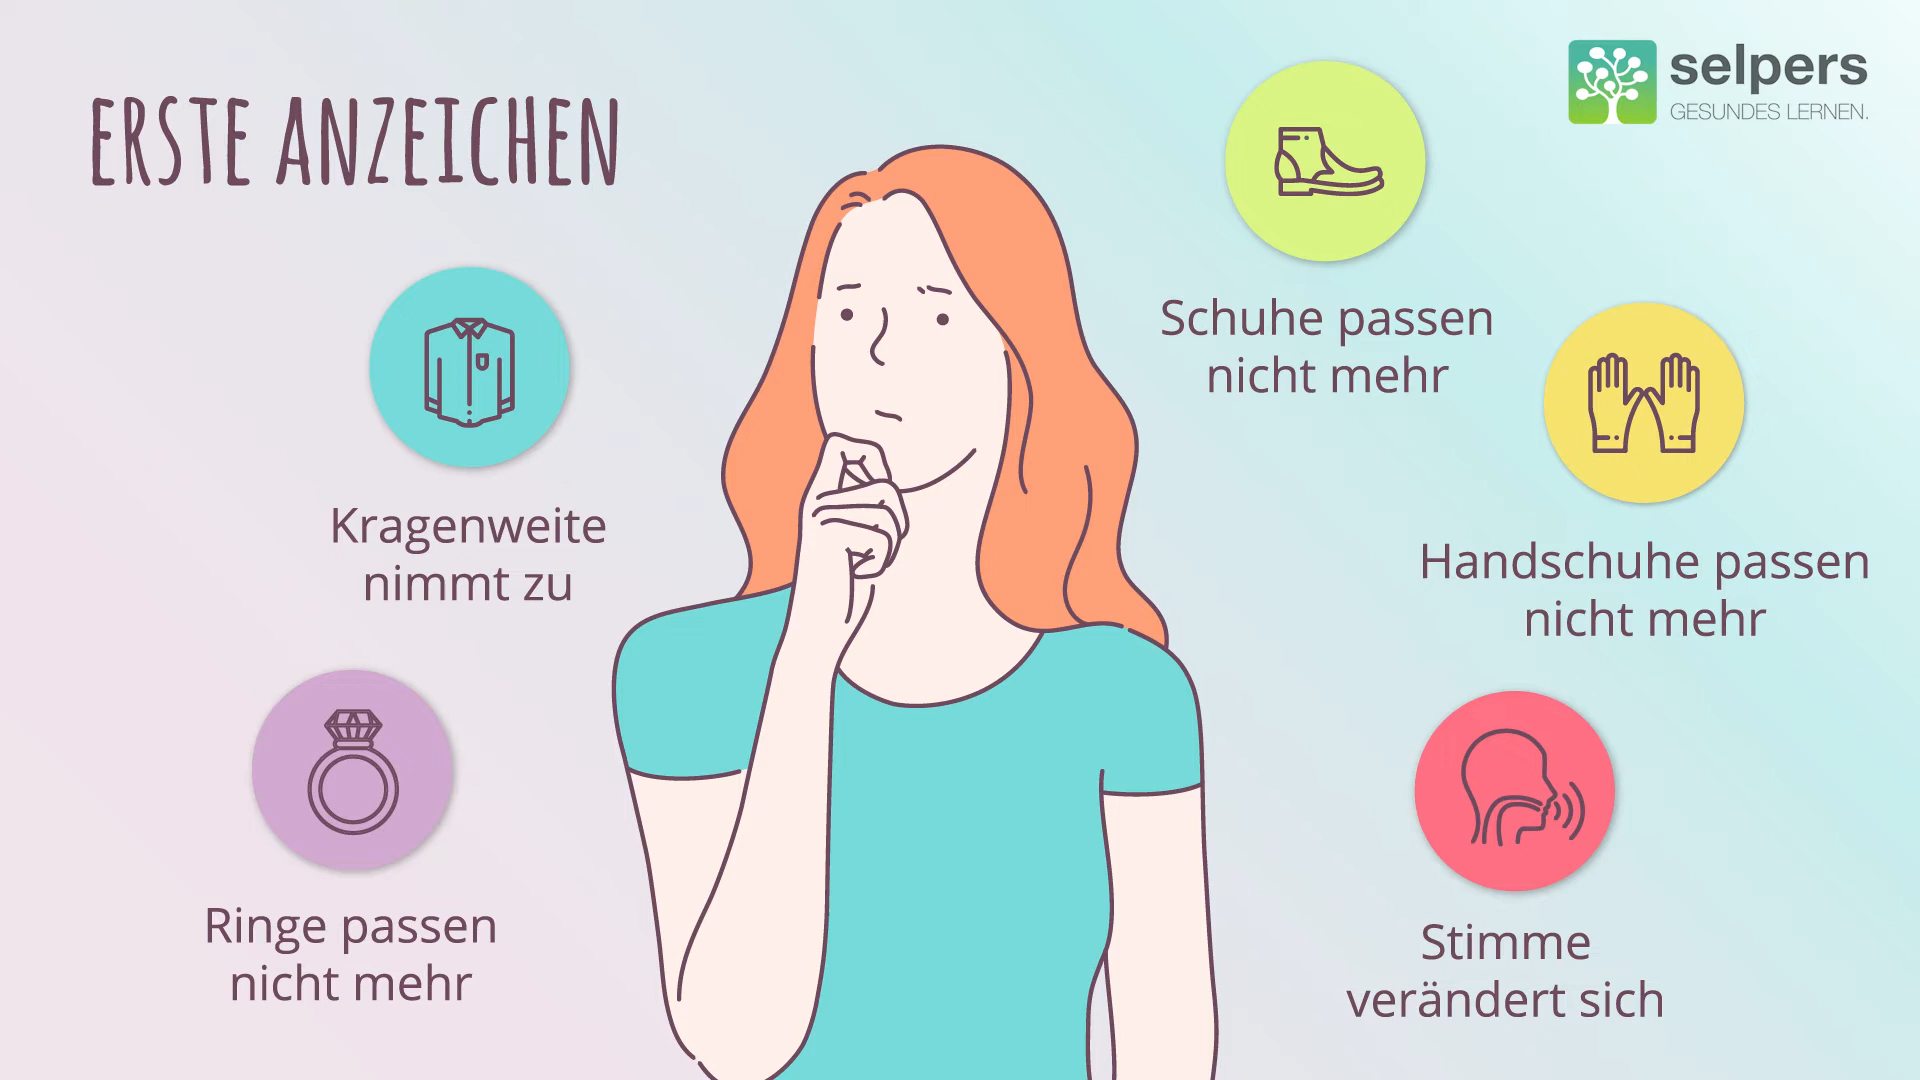 ERSTE ANZEICHEN
selpers
GESUNDES LERNEN.
Kragenweite
nimmt zu
Ringe passen
nicht mehr
Schuhe passen
nicht mehr
Handschuhe passen
nicht mehr
Stimme
verändert sich